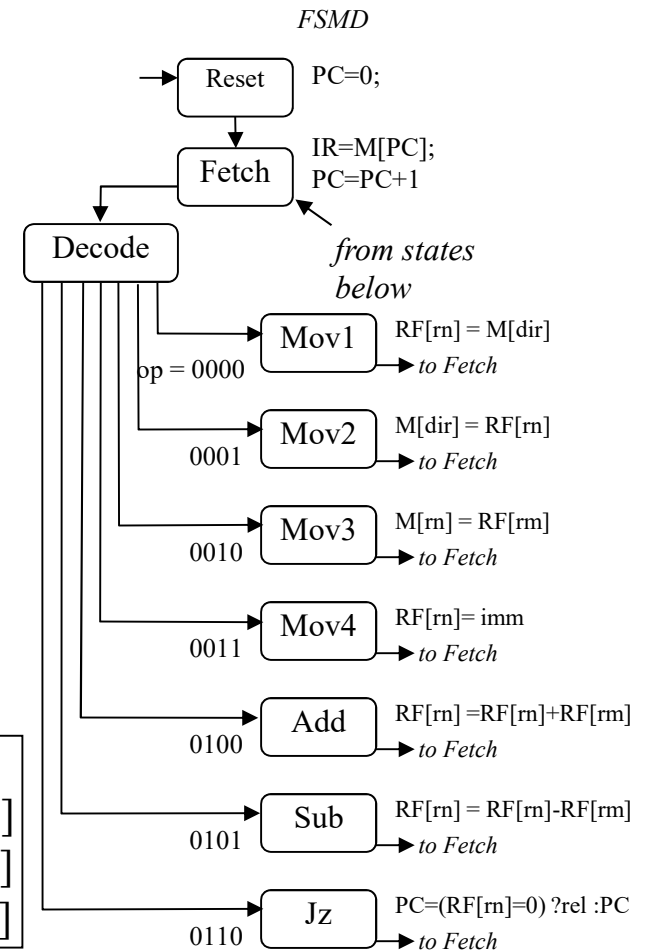 FSMD
Reset
PC=0;
Fetch
IR=M[PC];
PC=PC+1
Decode
from states
below
Mov1
RF[rn] = M[dir]
op = 0000
to Fetch
Mov2
M[dir] = RF[rn]
0001
to Fetch
Mov3
M[rn] = RF[rm]
0010
to Fetch
Mov4
RF[rn]= imm
0011
to Fetch
Add
RF[rn] =RF[rn]+RF[rm]
0100
to Fetch
Sub
RF[rn] = RF[rn]-RF[rm]
0101
to Fetch
Jz
PC=(RF[rn]=0) ?rel :PC
0110
to Fetch
]
]
]